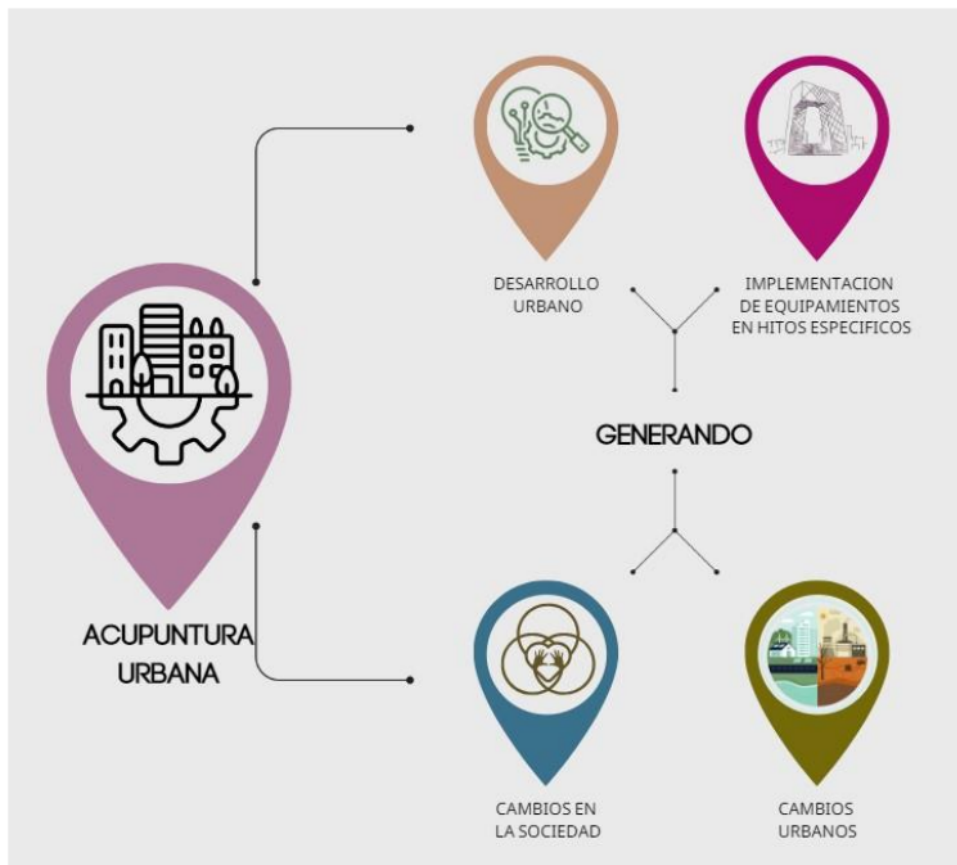 DESARROLLO
URBANO
IMPLEMENTACION
DE EQUIPAMIENTOS
EN HITOS ESPECIFICOS
GENERANDO
ACUPUNTURA
URBANA
CAMBIOS EN
LA SOCIEDAD
CAMBIOS
URBANOS